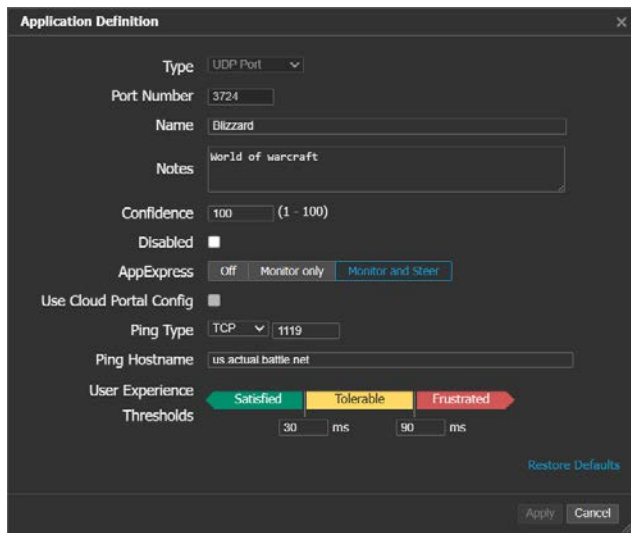 Application Definition ×
Type UDP Port
Port Number 3724
Name Blizzard
Notes World of warcraft
Confidence 100 (1 - 100)
Disabled
AppExpress Off Monitor only Monitor and Steer
Use Cloud Portal Config
Ping Type TCP 1119
Ping Hostname us.actual.battle.net
User Experience
Thresholds
Satisfied Tolerable Frustrated
30 ms 90 ms
Restore Defaults
Apply Cancel